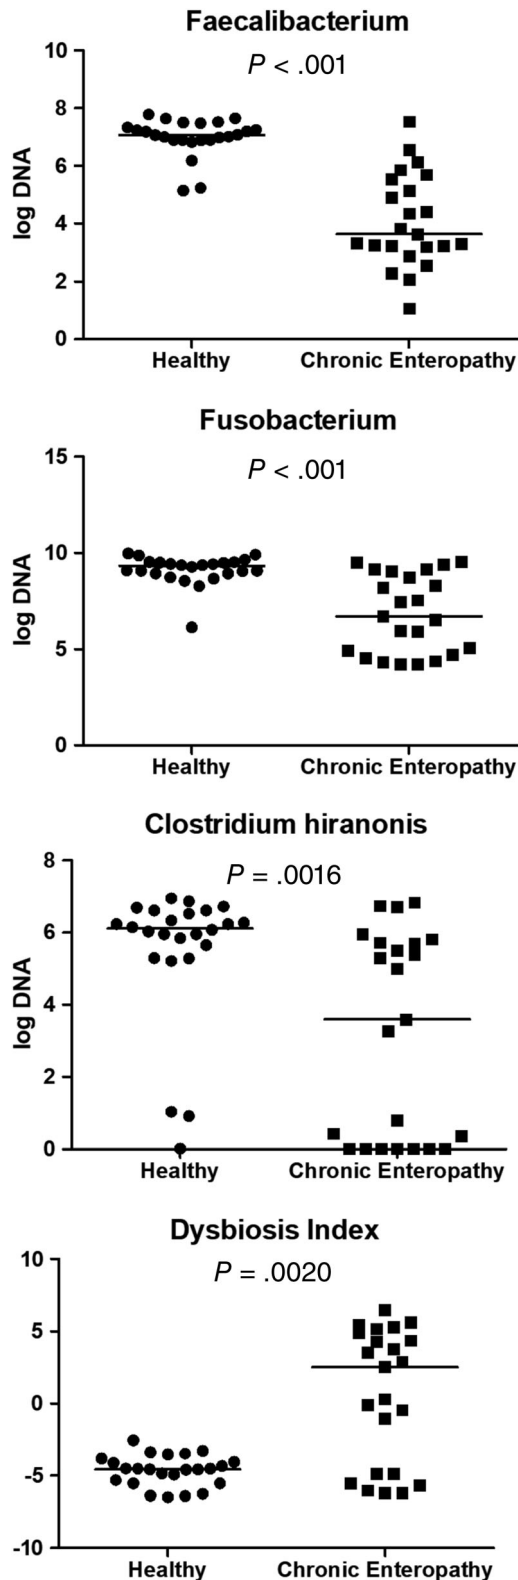 Faecalibacterium
P < .001
10
8
6
4
2
0
log DNA
Healthy
Chronic Enteropathy
Fusobacterium
P < .001
15
10
5
0
log DNA
Healthy
Chronic Enteropathy
Clostridium hiranonis
P = .0016
8
6
4
2
0
log DNA
Healthy
Chronic Enteropathy
Dysbiosis Index
P = .0020
10
5
0
-5
-10
Healthy
Chronic Enteropathy